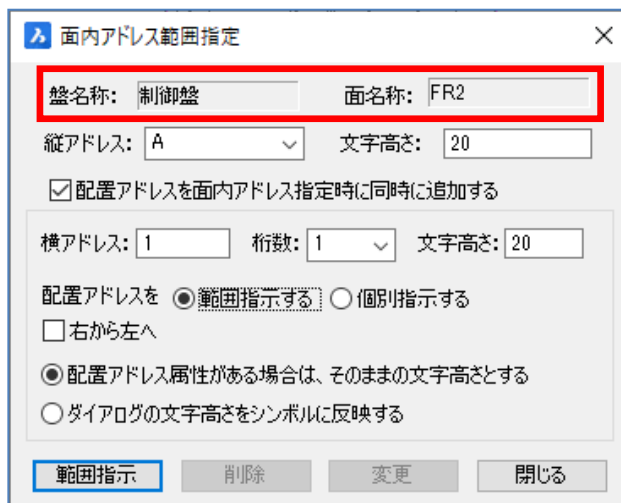 面内アドレス範囲指定
盤名称: 制御盤 面名称: FR2
縦アドレス: A 文字高さ: 20
配置アドレスを面内アドレス指定時に同時に追加する
横アドレス: 1 桁数: 1 文字高さ: 20
配置アドレスを 範囲指示する 個別指示する
右から左へ
配置アドレス属性がある場合は、そのままの文字高さとする
ダイアログの文字高さをシンボルに反映する
範囲指示 削除 変更 閉じる